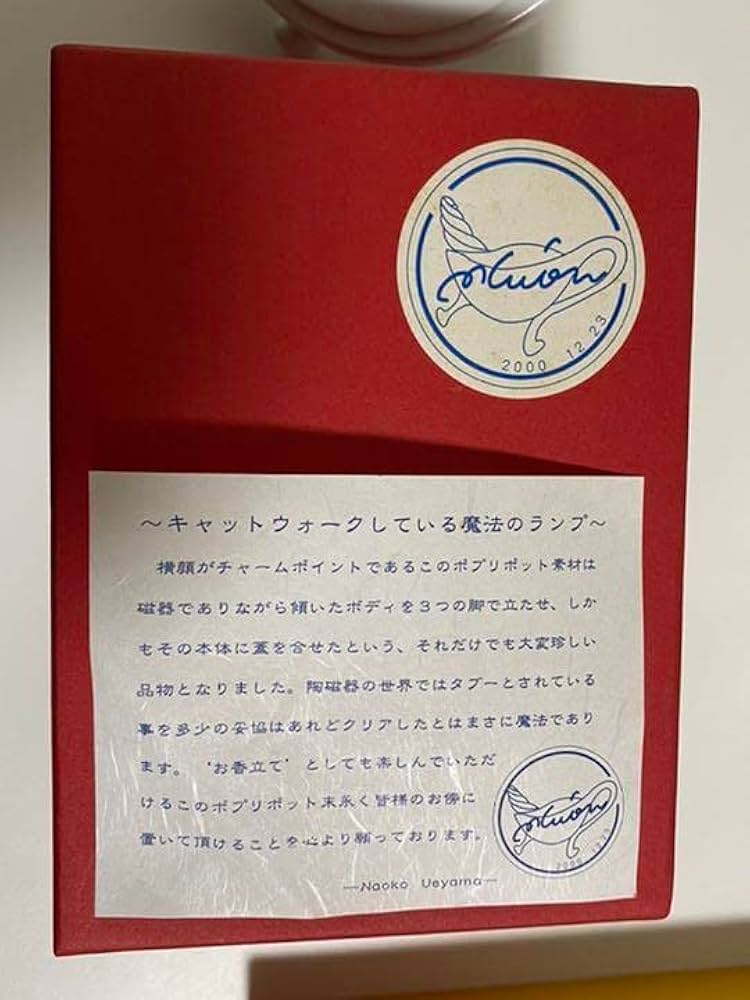 2000 12 23
～キャットウォークしている魔法のランプ～
横顔がチャームポイントであるこのポプリポット素材は
磁器でありながら傾いたボディを3つの脚で立たせ、しか
もその本体に蓋を合せたという、それだけでも大変珍しい
品物となりました。陶磁器の世界ではタブーとされている
事を多少の妥協はあれどクリアしたとはまさに魔法であり
ます。“お香立て”としても楽しんでいただ
けるこのポプリポット末永く皆様のお傍に
置いて頂けることを心より願っております。
2000 12 23
—Naoko Ueyama—